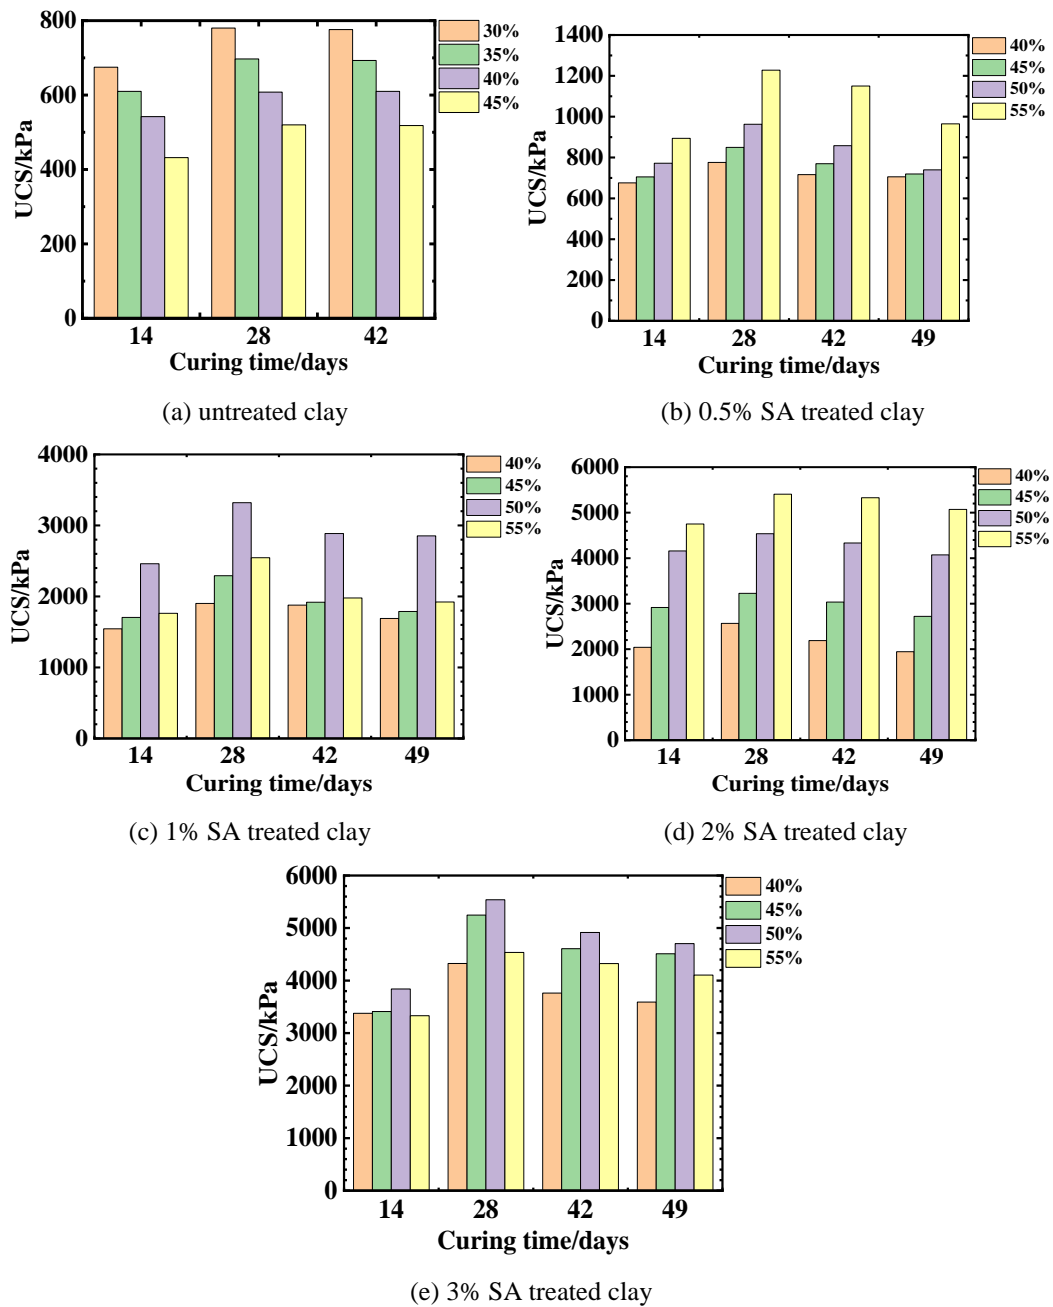 800
600
400
200
0
UCS/kPa
14 28 42
Curing time/days
30%
35%
40%
45%
(a) untreated clay
1400
1200
1000
800
600
400
200
0
UCS/kPa
14 28 42 49
Curing time/days
40%
45%
50%
55%
(b) 0.5% SA treated clay
4000
3000
2000
1000
0
UCS/kPa
14 28 42 49
Curing time/days
40%
45%
50%
55%
(c) 1% SA treated clay
6000
5000
4000
3000
2000
1000
0
UCS/kPa
14 28 42 49
Curing time/days
40%
45%
50%
55%
(d) 2% SA treated clay
6000
5000
4000
3000
2000
1000
0
UCS/kPa
14 28 42 49
Curing time/days
40%
45%
50%
55%
(e) 3% SA treated clay